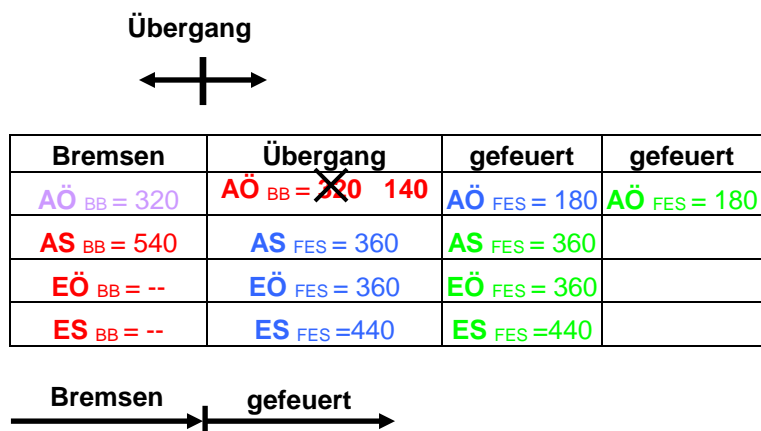 Übergang
Bremsen Übergang gefeuert gefeuert
AÖ BB = 320 AÖ BB = 320 140 AÖ FES = 180 AÖ FES = 180
AS BB = 540 AS FES = 360 AS FES = 360
EÖ BB = -- EÖ FES = 360 EÖ FES = 360
ES BB = -- ES FES =440 ES FES =440
Bremsen gefeuert